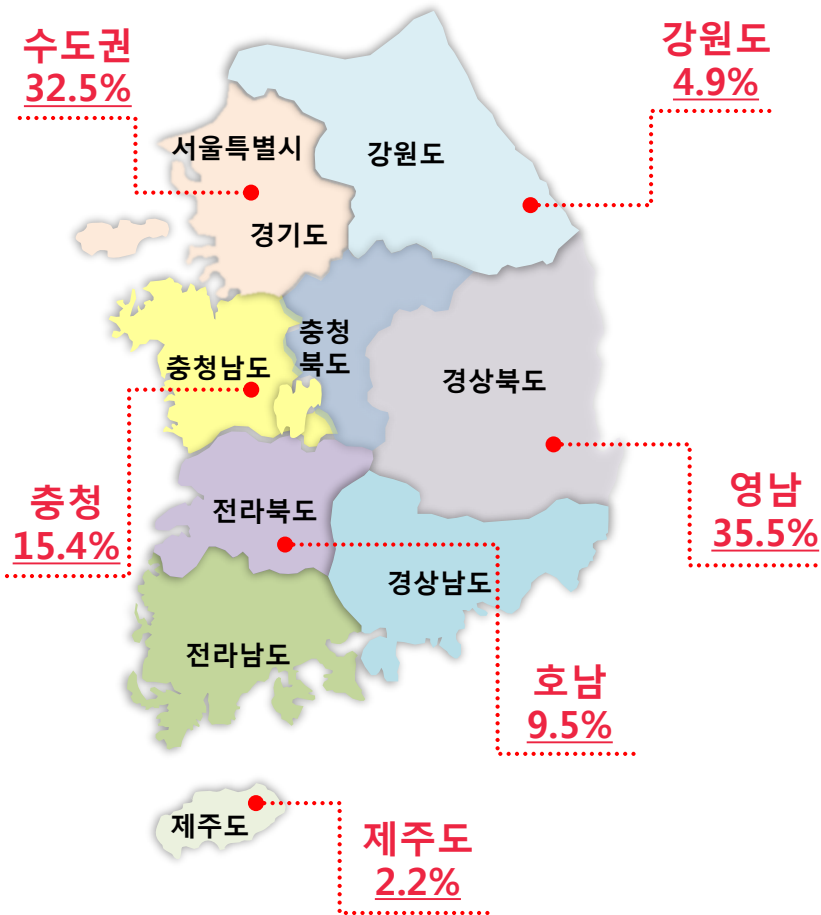 수도권
32.5%
강원도
4.9%
서울특별시
강원도
경기도
충청
북도
충청남도
경상북도
충청
15.4%
전라북도
영남
35.5%
경상남도
전라남도
호남
9.5%
제주도
제주도
2.2%